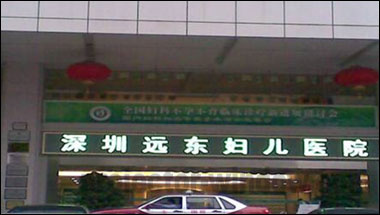 全国妇科不孕不育临床诊疗新进展研讨会
深圳远东妇儿医院